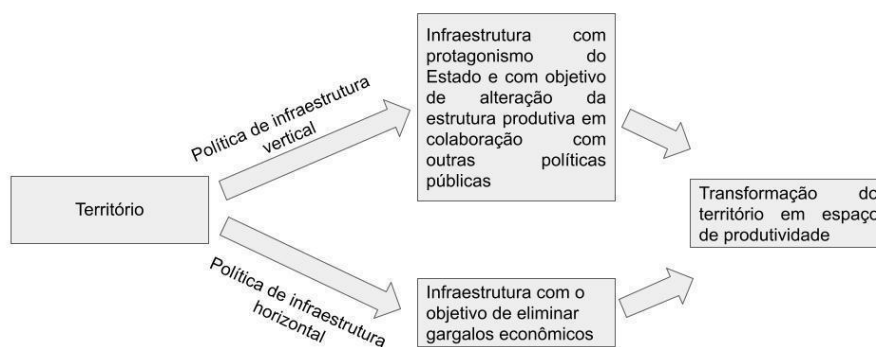 Território
Política de infraestrutura
vertical
Infraestrutura com
protagonismo do
Estado e com objetivo
de alteração da
estrutura produtiva em
colaboração com
outras políticas
públicas
Política de infraestrutura
horizontal
Infraestrutura com o
objetivo de eliminar
gargalos econômicos
Transformação do
território em espaço
de produtividade